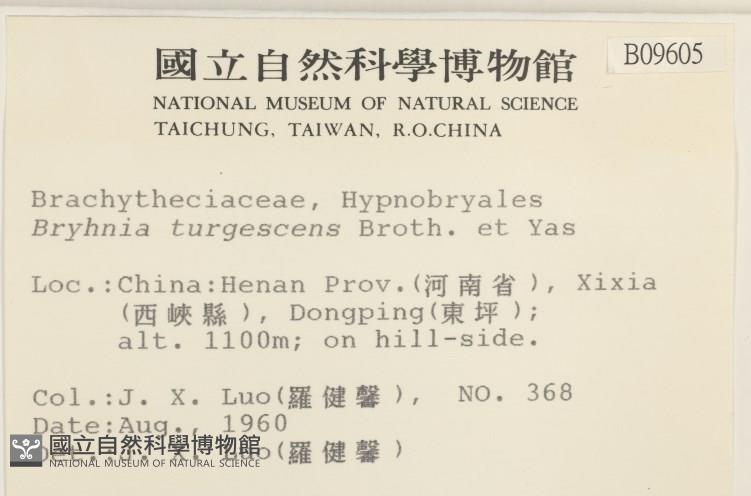 國立自然科學博物館
B09605
NATIONAL MUSEUM OF NATURAL SCIENCE
TAICHUNG, TAIWAN, R.O.CHINA
Brachytheciaceae, Hypnobryales
Bryhnia turgescens Broth. et Yas
Loc.:China:Henan Prov.(河南省), Xixia
(西峽縣), Dongping(東坪);
alt. 1100m; on hill-side.
Col.:J. X. Luo(羅健馨), NO. 368
Date:Aug., 1960
J. X. Luo(羅健馨)
國立自然科學博物館
NATIONAL MUSEUM OF NATURAL SCIENCE